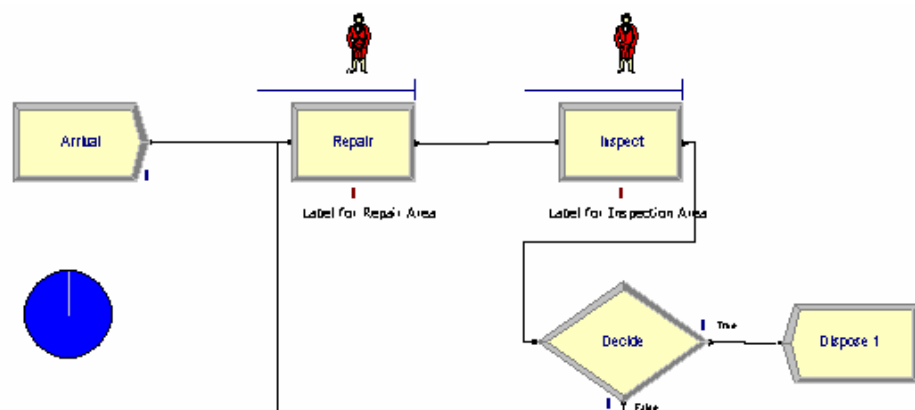 Arrival
Repair
Inspect
Label for Repair Area
Label for Inspection Area
Decide
True
Dispose 1
False